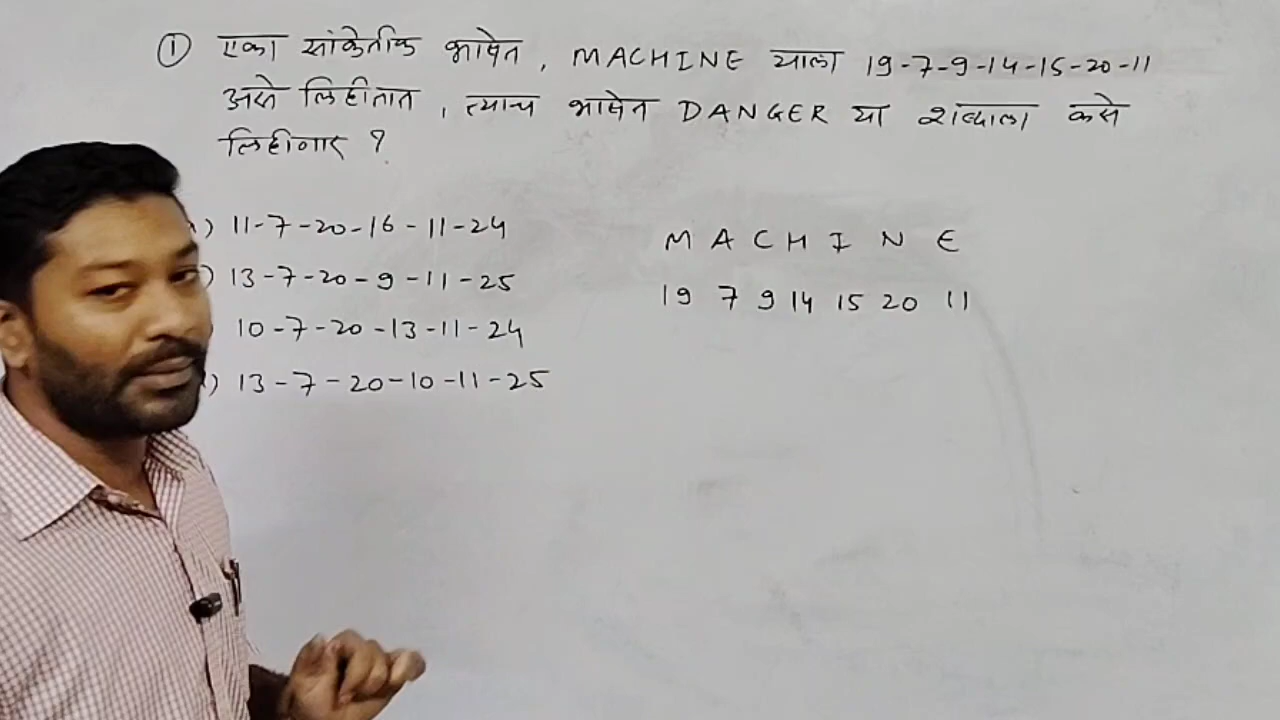 ① एका सांकेतीक भाषेत, MACHINE याला 19-7-9-14-15-20-11
असे लिहीतात, त्याच भाषेत DANGER या शब्दाला कसे
लिहीणार ?
) 11-7-20-16-11-24
) 13-7-20-9-11-25
10-7-20-13-11-24
) 13-7-20-10-11-25
M A C H I N E
19 7 9 14 15 20 11